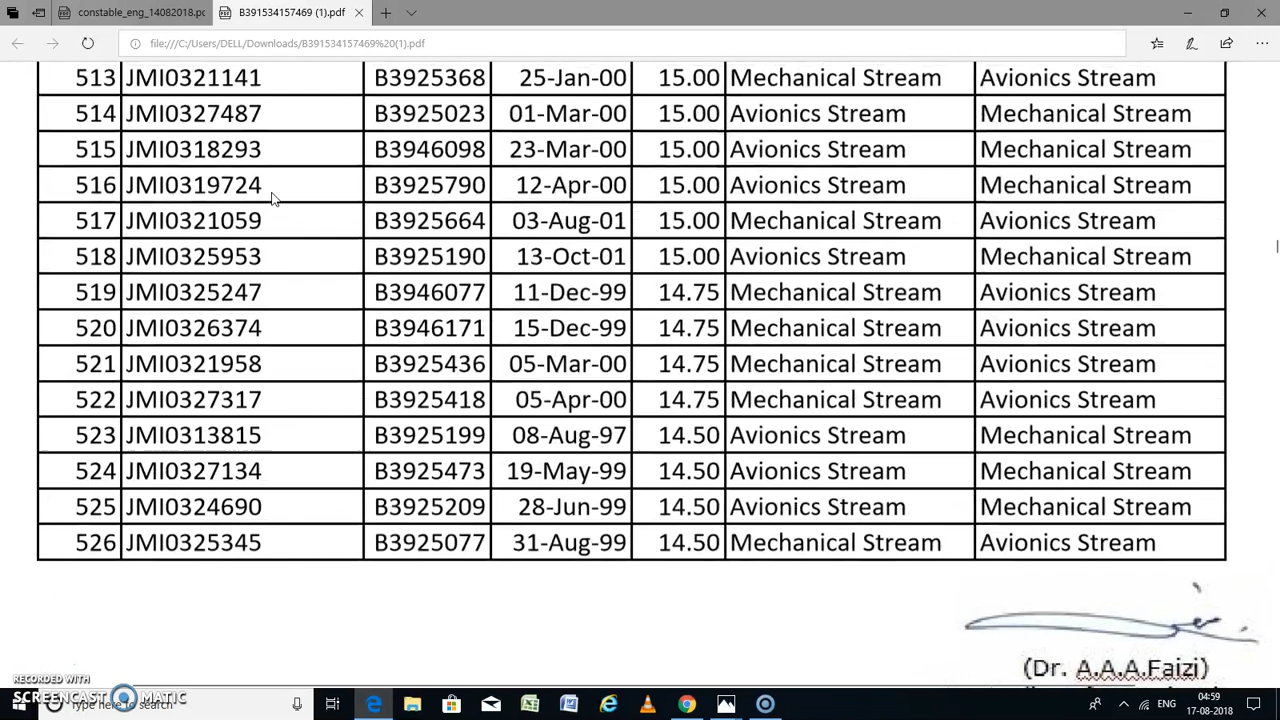 constable_eng_14082018.pc
B391534157469 (1).pdf
file:///C:/Users/DELL/Downloads/B391534157469%20(1).pdf
513 JMI0321141 B3925368 25-Jan-00 15.00 Mechanical Stream Avionics Stream
514 JMI0327487 B3925023 01-Mar-00 15.00 Avionics Stream Mechanical Stream
515 JMI0318293 B3946098 23-Mar-00 15.00 Avionics Stream Mechanical Stream
516 JMI0319724 B3925790 12-Apr-00 15.00 Avionics Stream Mechanical Stream
517 JMI0321059 B3925664 03-Aug-01 15.00 Mechanical Stream Avionics Stream
518 JMI0325953 B3925190 13-Oct-01 15.00 Avionics Stream Mechanical Stream
519 JMI0325247 B3946077 11-Dec-99 14.75 Mechanical Stream Avionics Stream
520 JMI0326374 B3946171 15-Dec-99 14.75 Mechanical Stream Avionics Stream
521 JMI0321958 B3925436 05-Mar-00 14.75 Mechanical Stream Avionics Stream
522 JMI0327317 B3925418 05-Apr-00 14.75 Mechanical Stream Avionics Stream
523 JMI0313815 B3925199 08-Aug-97 14.50 Avionics Stream Mechanical Stream
524 JMI0327134 B3925473 19-May-99 14.50 Avionics Stream Mechanical Stream
525 JMI0324690 B3925209 28-Jun-99 14.50 Avionics Stream Mechanical Stream
526 JMI0325345 B3925077 31-Aug-99 14.50 Mechanical Stream Avionics Stream
(Dr. A.A.A.Faizi)
RECORDED WITH
SCREENCAST MATIC
Type here to search
ENG
04:59
17-08-2018